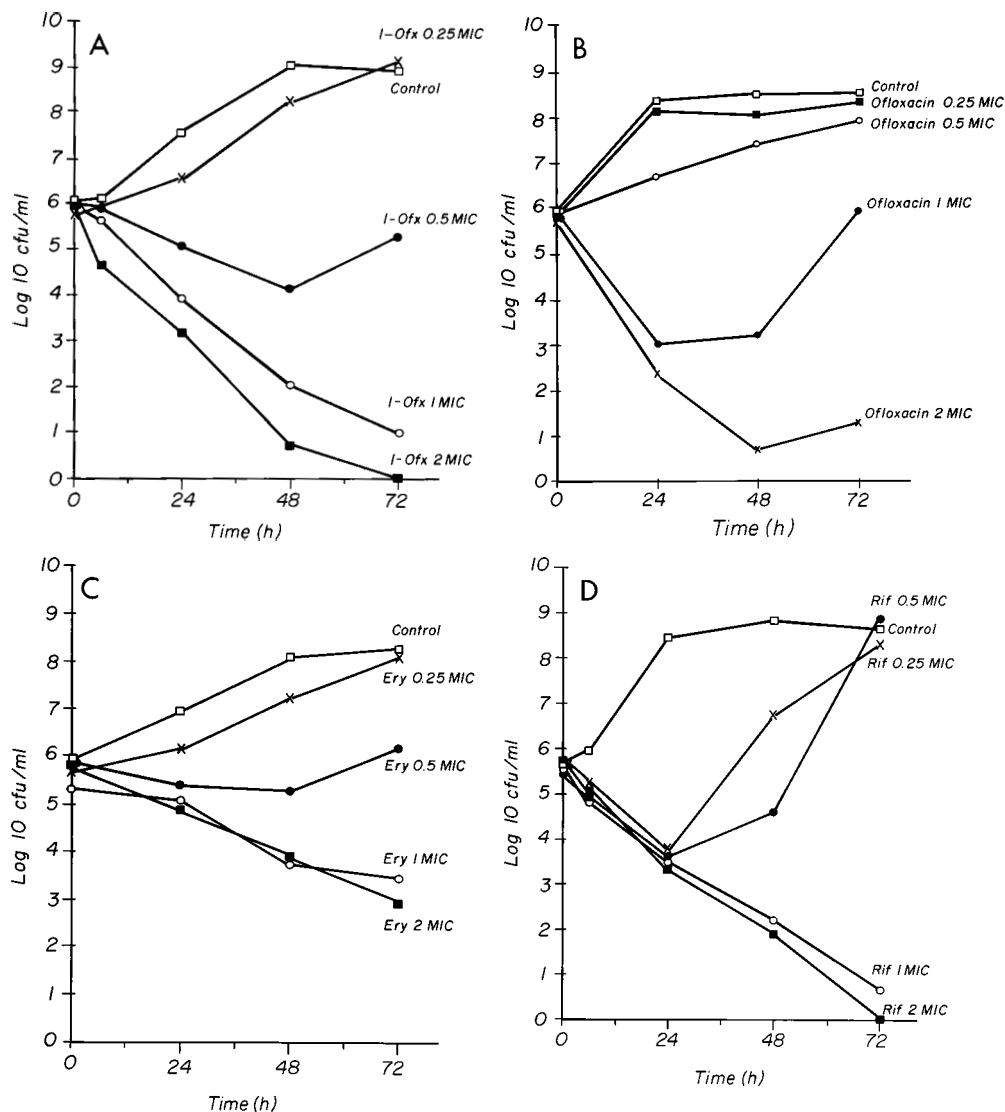 A
Log 10 cfu/ml
10
9
8
7
6
5
4
3
2
1
0
0 24 48 72
Time (h)
l-Ofx 0.25 MIC
Control
l-Ofx 0.5 MIC
l-Ofx 1 MIC
l-Ofx 2 MIC
B
Log 10 cfu/ml
10
9
8
7
6
5
4
3
2
1
0
0 24 48 72
Time (h)
Control
Ofloxacin 0.25 MIC
Ofloxacin 0.5 MIC
Ofloxacin 1 MIC
Ofloxacin 2 MIC
C
Log 10 cfu/ml
10
9
8
7
6
5
4
3
2
1
0
0 24 48 72
Time (h)
Control
Ery 0.25 MIC
Ery 0.5 MIC
Ery 1 MIC
Ery 2 MIC
D
Log 10 cfu/ml
10
9
8
7
6
5
4
3
2
1
0
0 24 48 72
Time (h)
Rif 0.5 MIC
Control
Rif 0.25 MIC
Rif 1 MIC
Rif 2 MIC